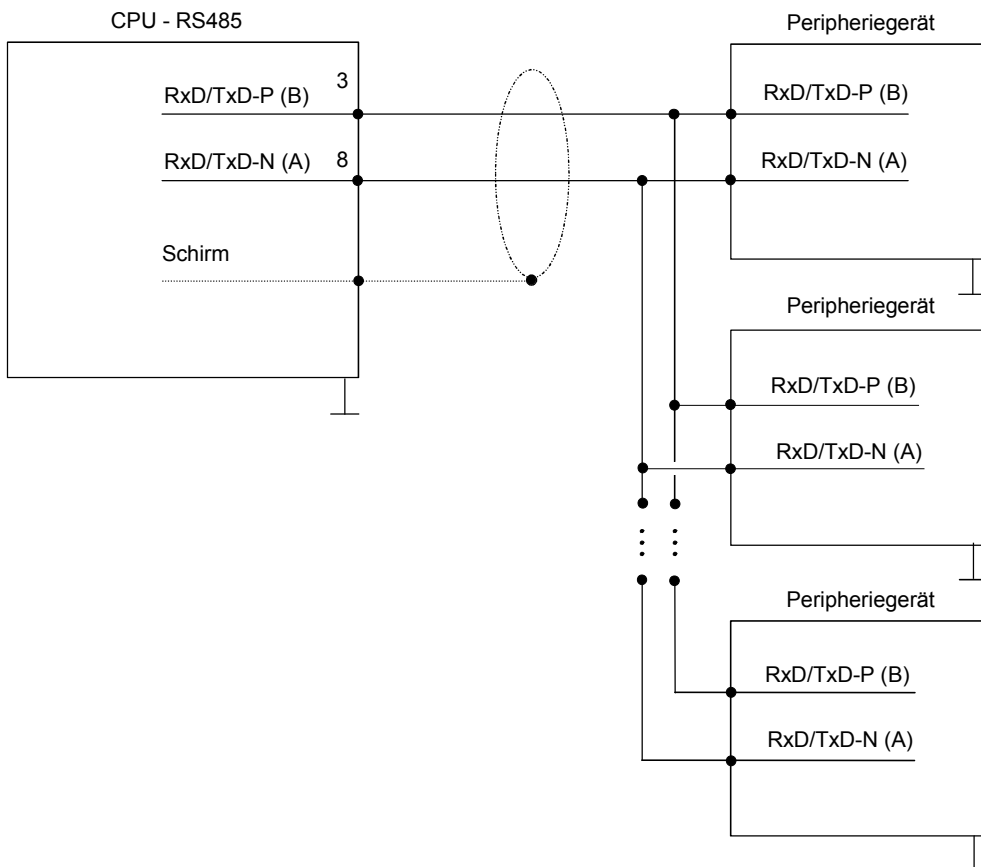 CPU - RS485
RxD/TxD-P (B)
3
RxD/TxD-N (A)
8
Schirm
Peripheriegerät
RxD/TxD-P (B)
RxD/TxD-N (A)
Peripheriegerät
RxD/TxD-P (B)
RxD/TxD-N (A)
Peripheriegerät
RxD/TxD-P (B)
RxD/TxD-N (A)